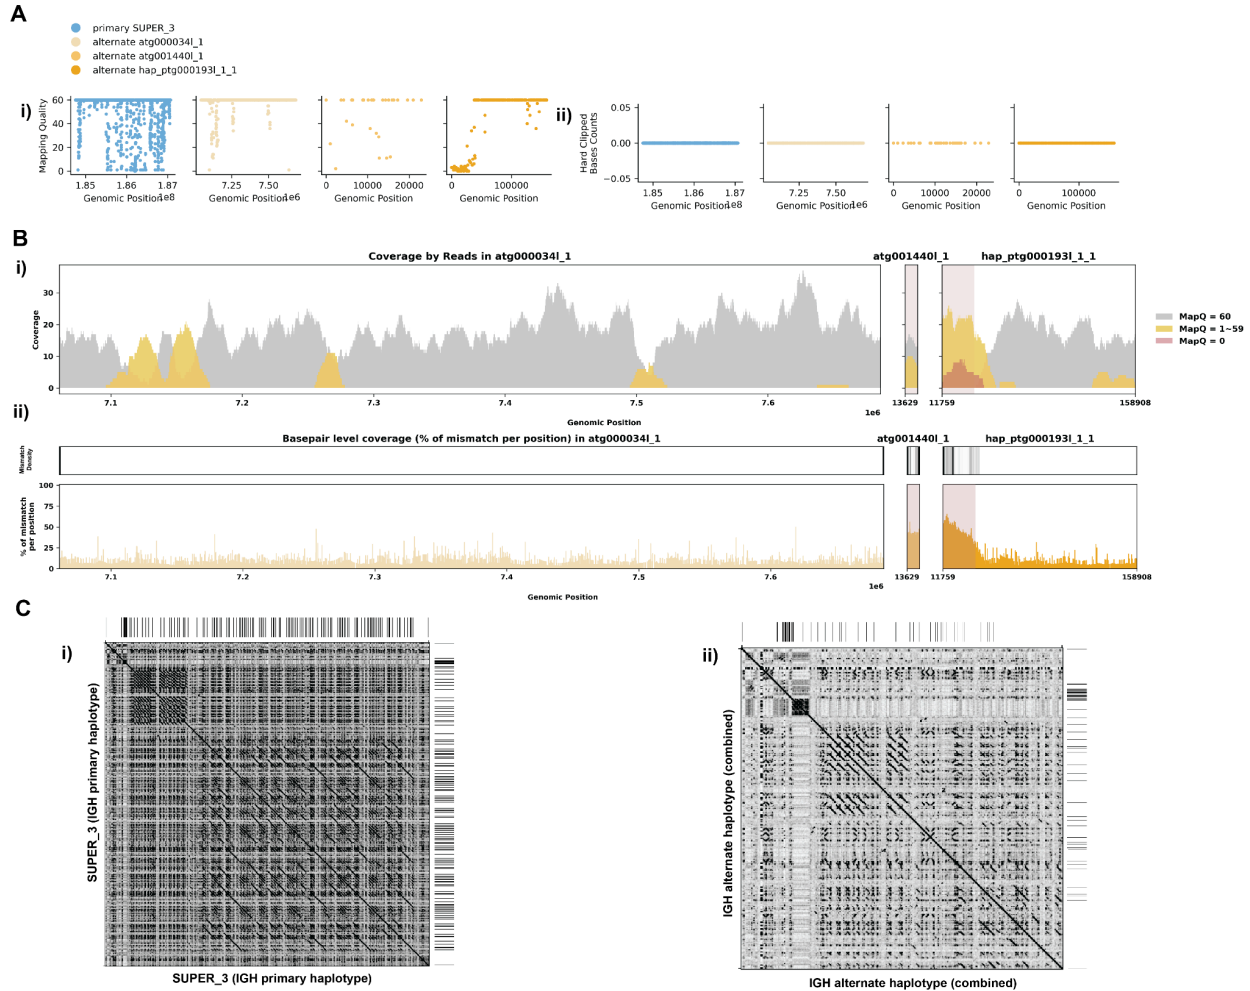 A
primary SUPER_3
alternate atg000034l_1
alternate atg001440l_1
alternate hap_ptg000193l_1_1
i)
Mapping Quality
60
40
20
0
1.85 1.86 1.87
1e8
Genomic Position
7.25 7.50
1e6
Genomic Position
0 10000 20000
Genomic Position
0 100000
Genomic Position
ii)
Hard Clipped
Bases Counts
0.05
0.00
−0.05
1.85 1.86 1.87
1e8
Genomic Position
7.25 7.50
1e6
Genomic Position
0 10000 20000
Genomic Position
0 100000
Genomic Position
B
i)
Coverage by Reads in atg000034l_1
atg001440l_1
hap_ptg000193l_1_1
Coverage
30
20
10
0
7.1 7.2 7.3 7.4 7.5 7.6
1e6
13629
11759
158908
Genomic Position
MapQ = 60
MapQ = 1~59
MapQ = 0
ii)
Basepair level coverage (% of mismatch per position) in atg000034l_1
atg001440l_1
hap_ptg000193l_1_1
Mismatch
Density
% of mismatch
per position
100
75
50
25
0
7.1 7.2 7.3 7.4 7.5 7.6
1e6
13629
11759
158908
Genomic Position
C
i)
SUPER_3 (IGH primary haplotype)
SUPER_3 (IGH primary haplotype)
ii)
IGH alternate haplotype (combined)
IGH alternate haplotype (combined)